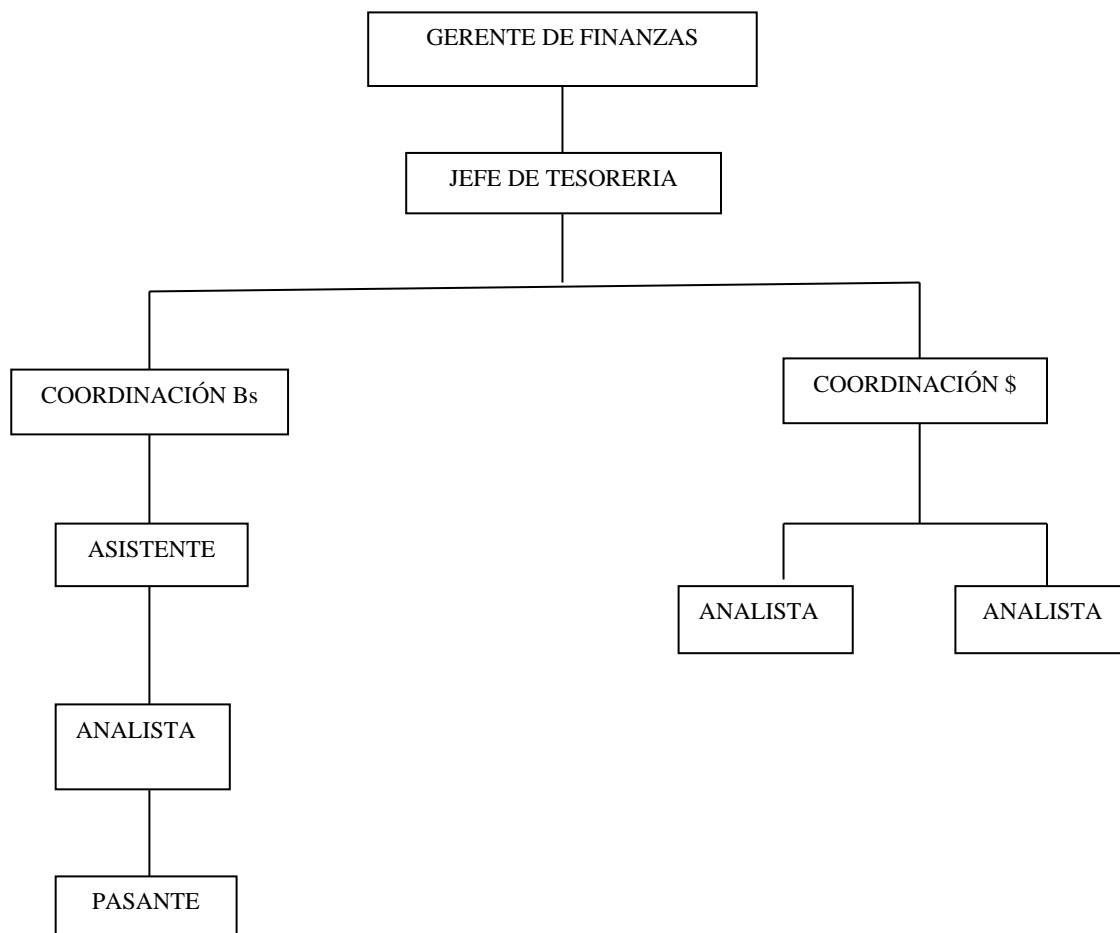 GERENTE DE FINANZAS
JEFE DE TESORERIA
COORDINACIÓN Bs
COORDINACIÓN $
ASISTENTE
ANALISTA
ANALISTA
ANALISTA
PASANTE